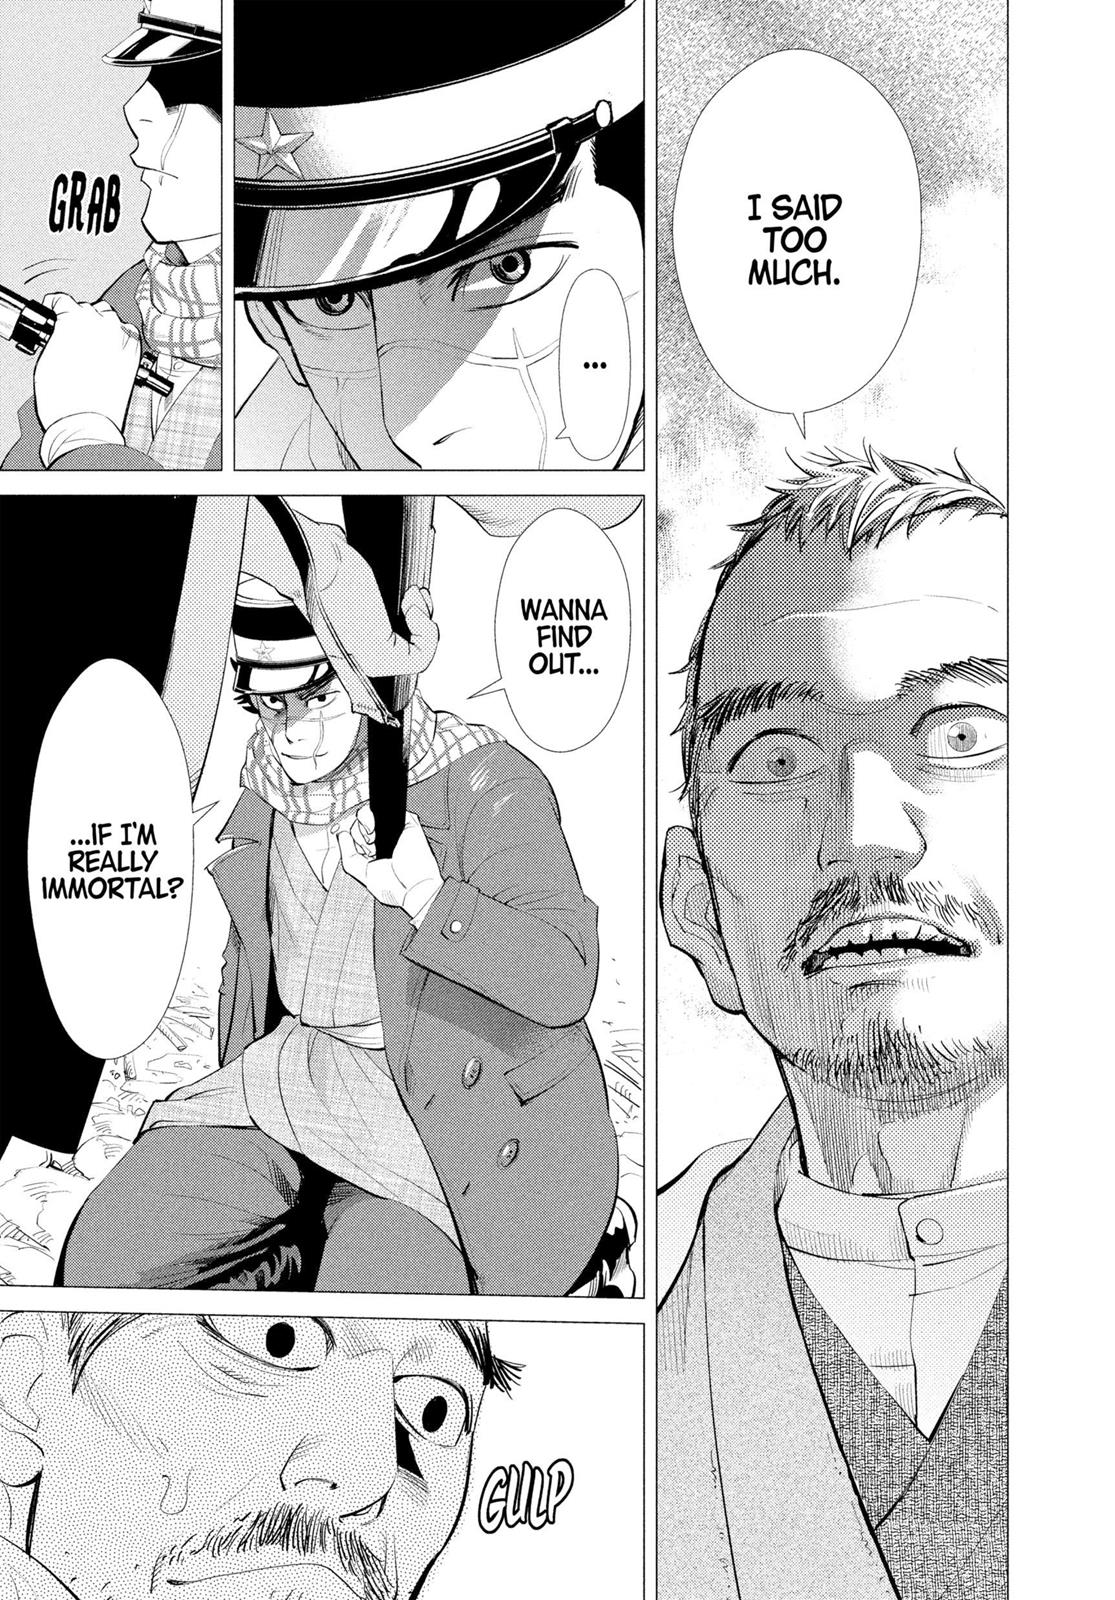 I SAID
TOO
MUCH.
...
GRAB
WANNA
FIND
OUT...
...IF I'M
REALLY
IMMORTAL?
GULP